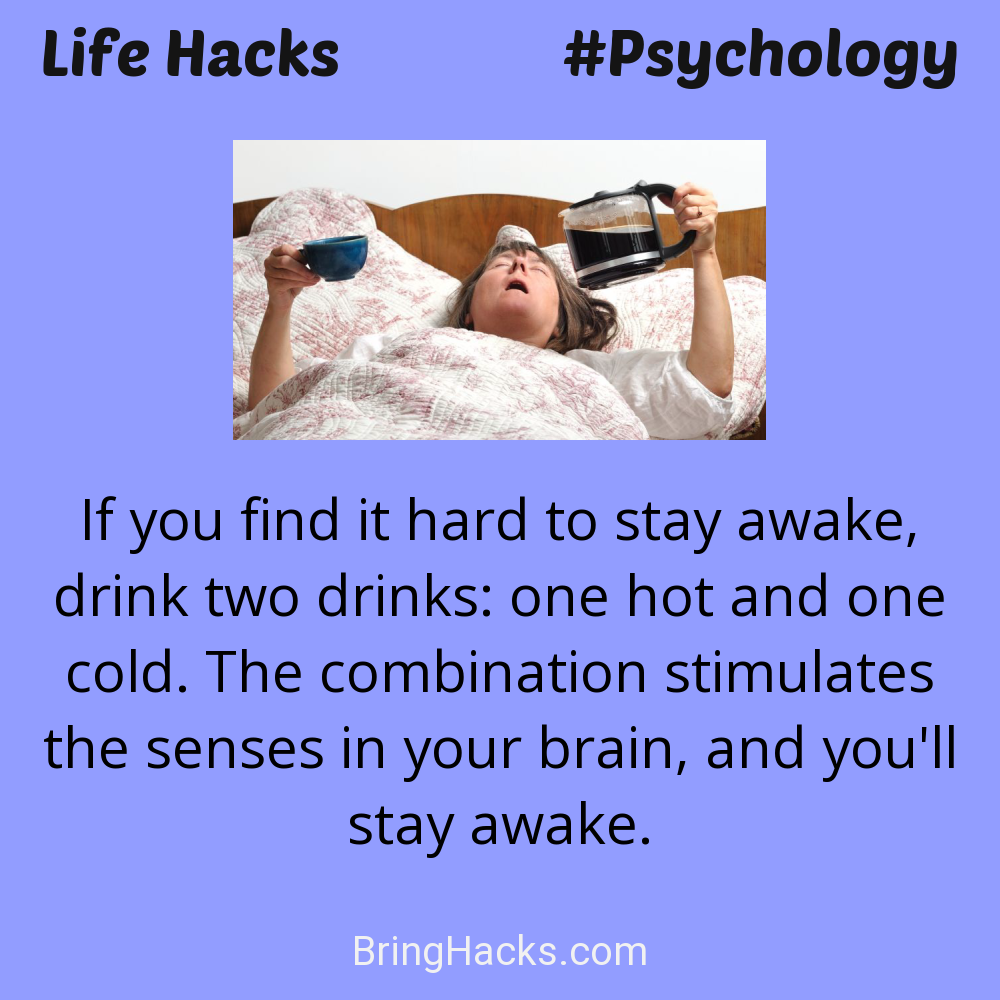 Life Hacks #Psychology
If you find it hard to stay awake,
drink two drinks: one hot and one
cold. The combination stimulates
the senses in your brain, and you'll
stay awake.
BringHacks.com